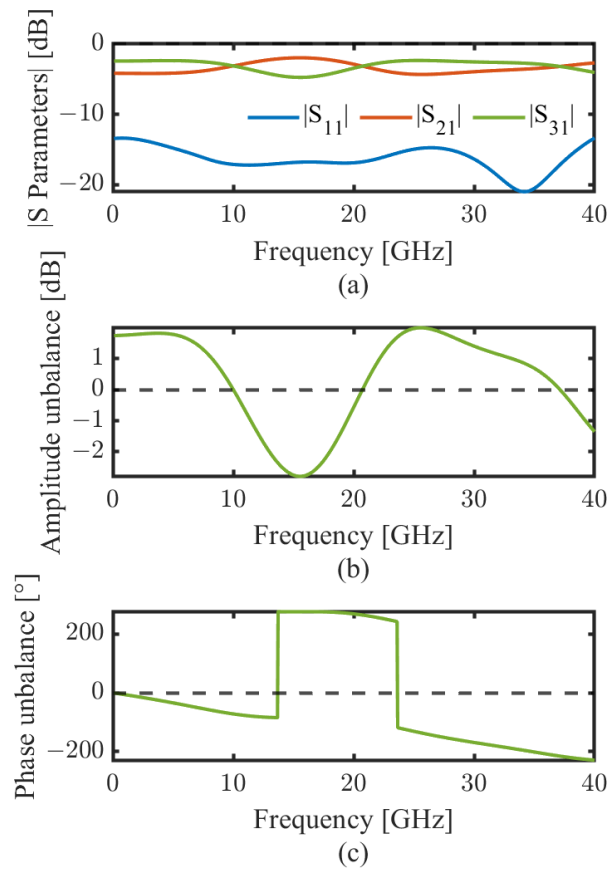 |S Parameters| [dB]
0
−10
−20
|S11| |S21| |S31|
0 10 20 30 40
Frequency [GHz]
(a)
Amplitude unbalance [dB]
1
0
−1
−2
0 10 20 30 40
Frequency [GHz]
(b)
Phase unbalance [°]
200
0
−200
0 10 20 30 40
Frequency [GHz]
(c)